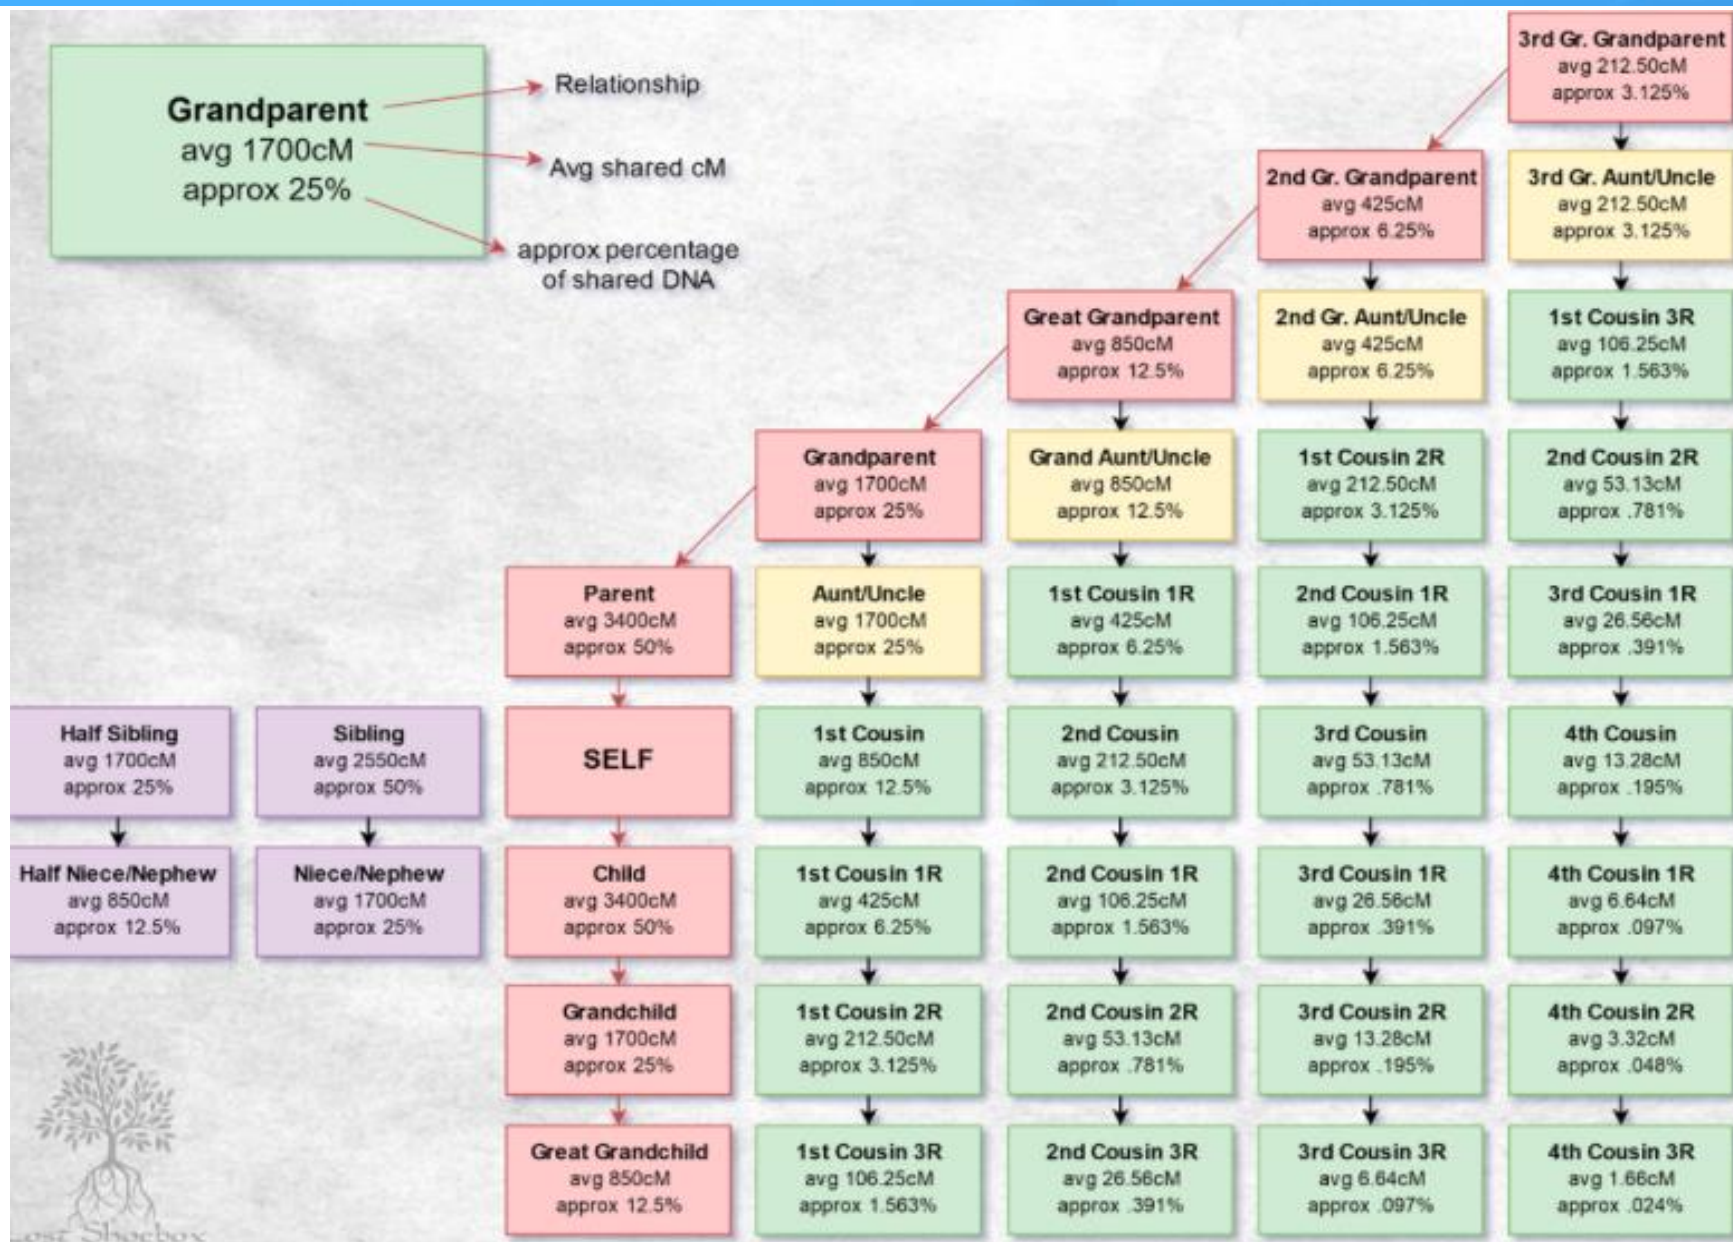 Grandparent
avg 1700cM
approx 25%
Relationship
Avg shared cM
approx percentage
of shared DNA
3rd Gr. Grandparent
avg 212.50cM
approx 3.125%
2nd Gr. Grandparent
avg 425cM
approx 6.25%
3rd Gr. Aunt/Uncle
avg 212.50cM
approx 3.125%
Great Grandparent
avg 850cM
approx 12.5%
2nd Gr. Aunt/Uncle
avg 425cM
approx 6.25%
1st Cousin 3R
avg 106.25cM
approx 1.563%
Grandparent
avg 1700cM
approx 25%
Grand Aunt/Uncle
avg 850cM
approx 12.5%
1st Cousin 2R
avg 212.50cM
approx 3.125%
2nd Cousin 2R
avg 53.13cM
approx .781%
Parent
avg 3400cM
approx 50%
Aunt/Uncle
avg 1700cM
approx 25%
1st Cousin 1R
avg 425cM
approx 6.25%
2nd Cousin 1R
avg 106.25cM
approx 1.563%
3rd Cousin 1R
avg 26.56cM
approx .391%
Half Sibling
avg 1700cM
approx 25%
Sibling
avg 2550cM
approx 50%
SELF
1st Cousin
avg 850cM
approx 12.5%
2nd Cousin
avg 212.50cM
approx 3.125%
3rd Cousin
avg 53.13cM
approx .781%
4th Cousin
avg 13.28cM
approx .195%
Half Niece/Nephew
avg 850cM
approx 12.5%
Niece/Nephew
avg 1700cM
approx 25%
Child
avg 3400cM
approx 50%
1st Cousin 1R
avg 425cM
approx 6.25%
2nd Cousin 1R
avg 106.25cM
approx 1.563%
3rd Cousin 1R
avg 26.56cM
approx .391%
4th Cousin 1R
avg 6.64cM
approx .097%
Grandchild
avg 1700cM
approx 25%
1st Cousin 2R
avg 212.50cM
approx 3.125%
2nd Cousin 2R
avg 53.13cM
approx .781%
3rd Cousin 2R
avg 13.28cM
approx .195%
4th Cousin 2R
avg 3.32cM
approx .048%
Great Grandchild
avg 850cM
approx 12.5%
1st Cousin 3R
avg 106.25cM
approx 1.563%
2nd Cousin 3R
avg 26.56cM
approx .391%
3rd Cousin 3R
avg 6.64cM
approx .097%
4th Cousin 3R
avg 1.66cM
approx .024%
Shoebox